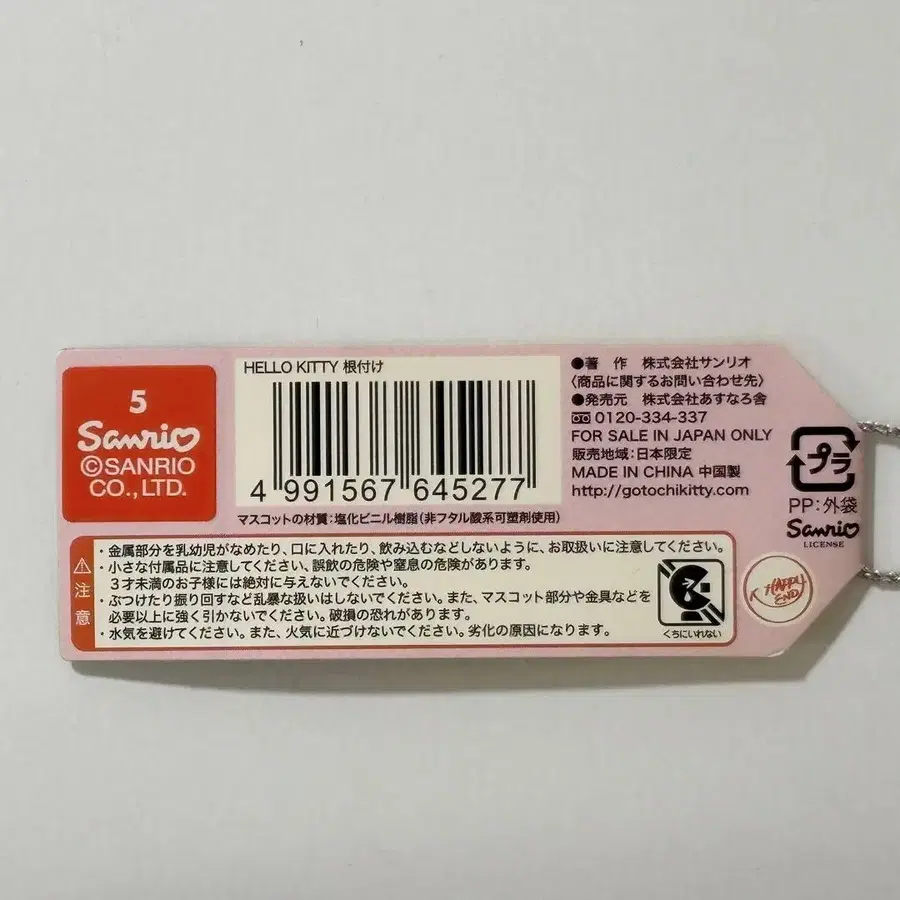 5
Sanrio
©SANRIO
CO., LTD.
HELLO KITTY 根付け
4 991567 645277
マスコットの材質:塩化ビニル樹脂(非フタル酸系可塑剤使用)
●著 作 株式会社サンリオ
〈商品に関するお問い合わせ先〉
●発売元 株式会社あすなろ舎
0120-334-337
FOR SALE IN JAPAN ONLY
販売地域:日本限定
MADE IN CHINA 中国製
http://gotochikitty.com
プラ
PP:外袋
Sanrio
LICENSE
K HAPPY
END
注意
・金属部分を乳幼児がなめたり、口に入れたり、飲み込むなどしないように、お取扱いに注意してください。
・小さな付属品に注意してください、誤飲の危険や窒息の危険があります。
3才未満のお子様には絶対に与えないでください。
・ぶつけたり振り回すなど乱暴な扱いはしないでください。また、マスコット部分や金具などを
必要以上に強く引かないでください。破損の恐れがあります。
・水気を避けてください。また、火気に近づけないでください。劣化の原因になります。
くちにいれない